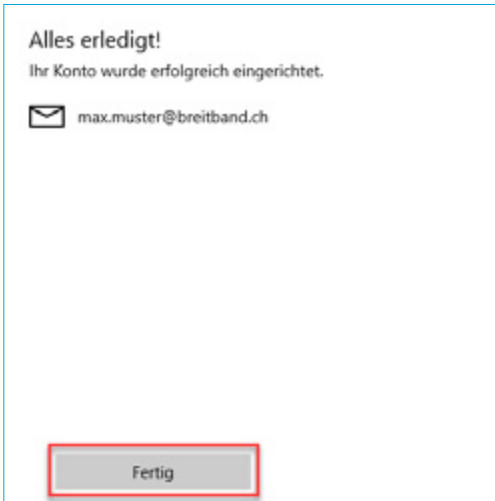 Alles erledigt!
Ihr Konto wurde erfolgreich eingerichtet.
max.muster@breitband.ch
Fertig